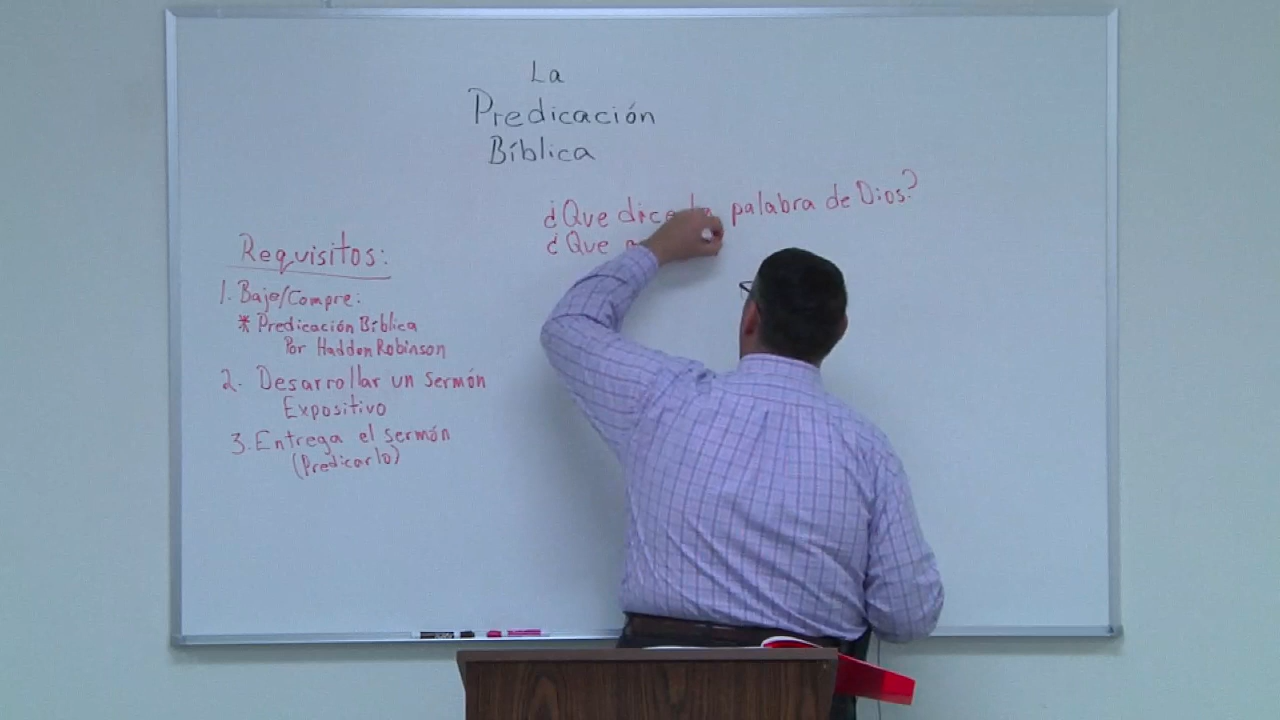 La
Predicación
Bíblica
¿Que dice la palabra de Dios?
¿Que
Requisitos:
1. Baje/Compre:
* Predicación Bíblica
Por Haddon Robinson
2. Desarrollar un sermón
Expositivo
3. Entrega el sermón
(Predicarlo)